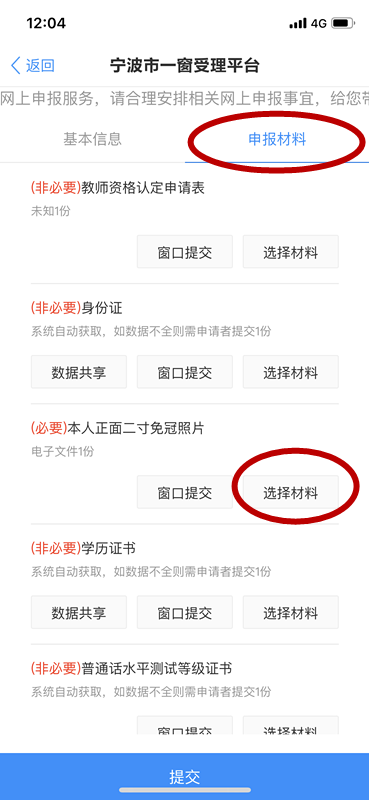 12:04
4G
返回
宁波市一窗受理平台
网上申报服务，请合理安排相关网上申报事宜，给您带
基本信息
申报材料
(非必要)教师资格认定申请表
未知1份
窗口提交
选择材料
(非必要)身份证
系统自动获取，如数据不全则需申请者提交1份
数据共享
窗口提交
选择材料
(必要)本人正面二寸免冠照片
电子文件1份
窗口提交
选择材料
(非必要)学历证书
系统自动获取，如数据不全则需申请者提交1份
数据共享
窗口提交
选择材料
(非必要)普通话水平测试等级证书
系统自动获取，如数据不全则需申请者提交1份
窗口提交
选择材料
提交